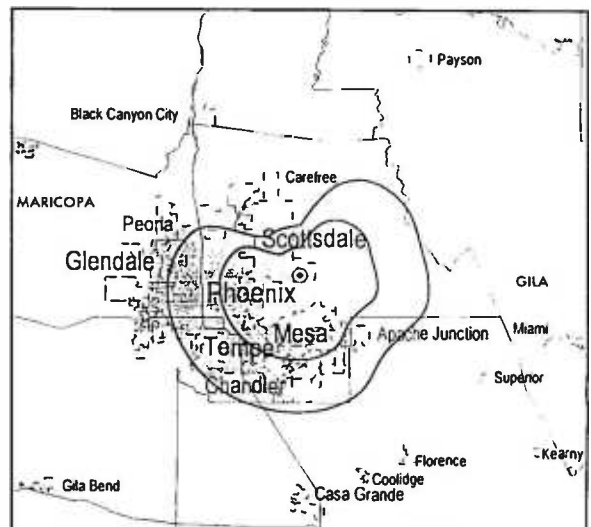 Payson
Black Canyon City
Carefree
MARICOPA
Peoria
Scottsdale
Glendale
Phoenix
GILA
Mesa
Apache Junction
Miami
Tempe
Chandler
Superior
Florence
Kearny
Coolidge
Gila Bend
Casa Grande